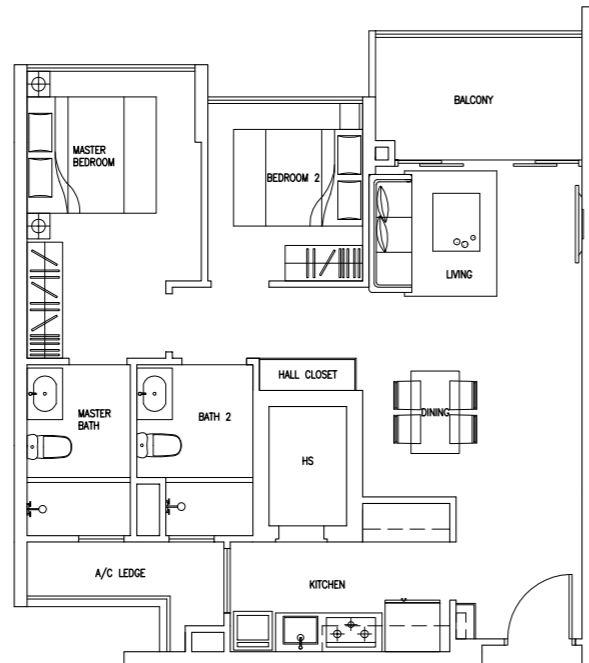 BALCONY
MASTER
BEDROOM
BEDROOM 2
LIVING
HALL CLOSET
MASTER
BATH
BATH 2
DINING
HS
A/C LEDGE
KITCHEN